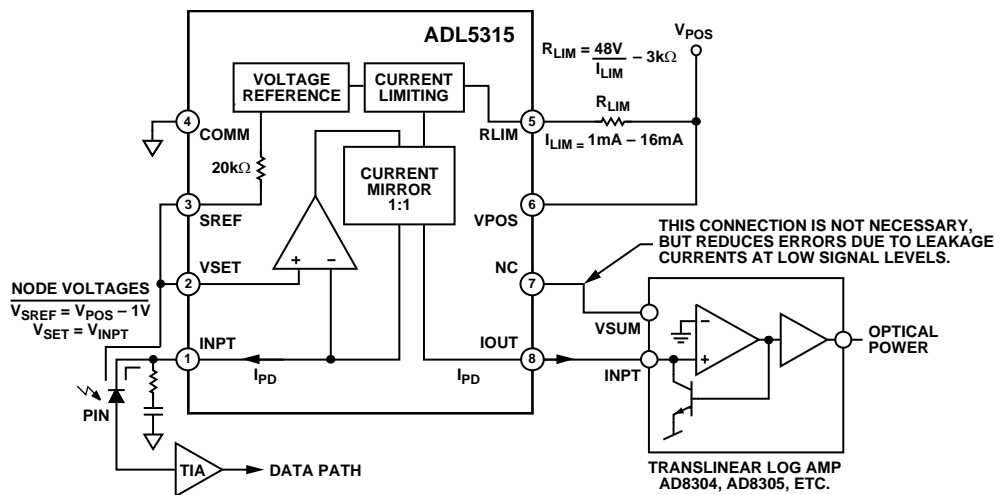 ADL5315
VOLTAGE
REFERENCE
CURRENT
LIMITING
R_LIM = 48V / I_LIM – 3kΩ
V_POS
R_LIM
I_LIM = 1mA – 16mA
4
COMM
5
RLIM
20kΩ
CURRENT
MIRROR
1:1
3
SREF
6
VPOS
THIS CONNECTION IS NOT NECESSARY,
BUT REDUCES ERRORS DUE TO LEAKAGE
CURRENTS AT LOW SIGNAL LEVELS.
+ –
2
VSET
NC
7
NODE VOLTAGES
V_SREF = V_POS – 1V
V_SET = V_INPT
VSUM
–
+
OPTICAL
POWER
INPT
1
I_PD
IOUT
8
I_PD
INPT
PIN
TIA
DATA PATH
TRANSLINEAR LOG AMP
AD8304, AD8305, ETC.